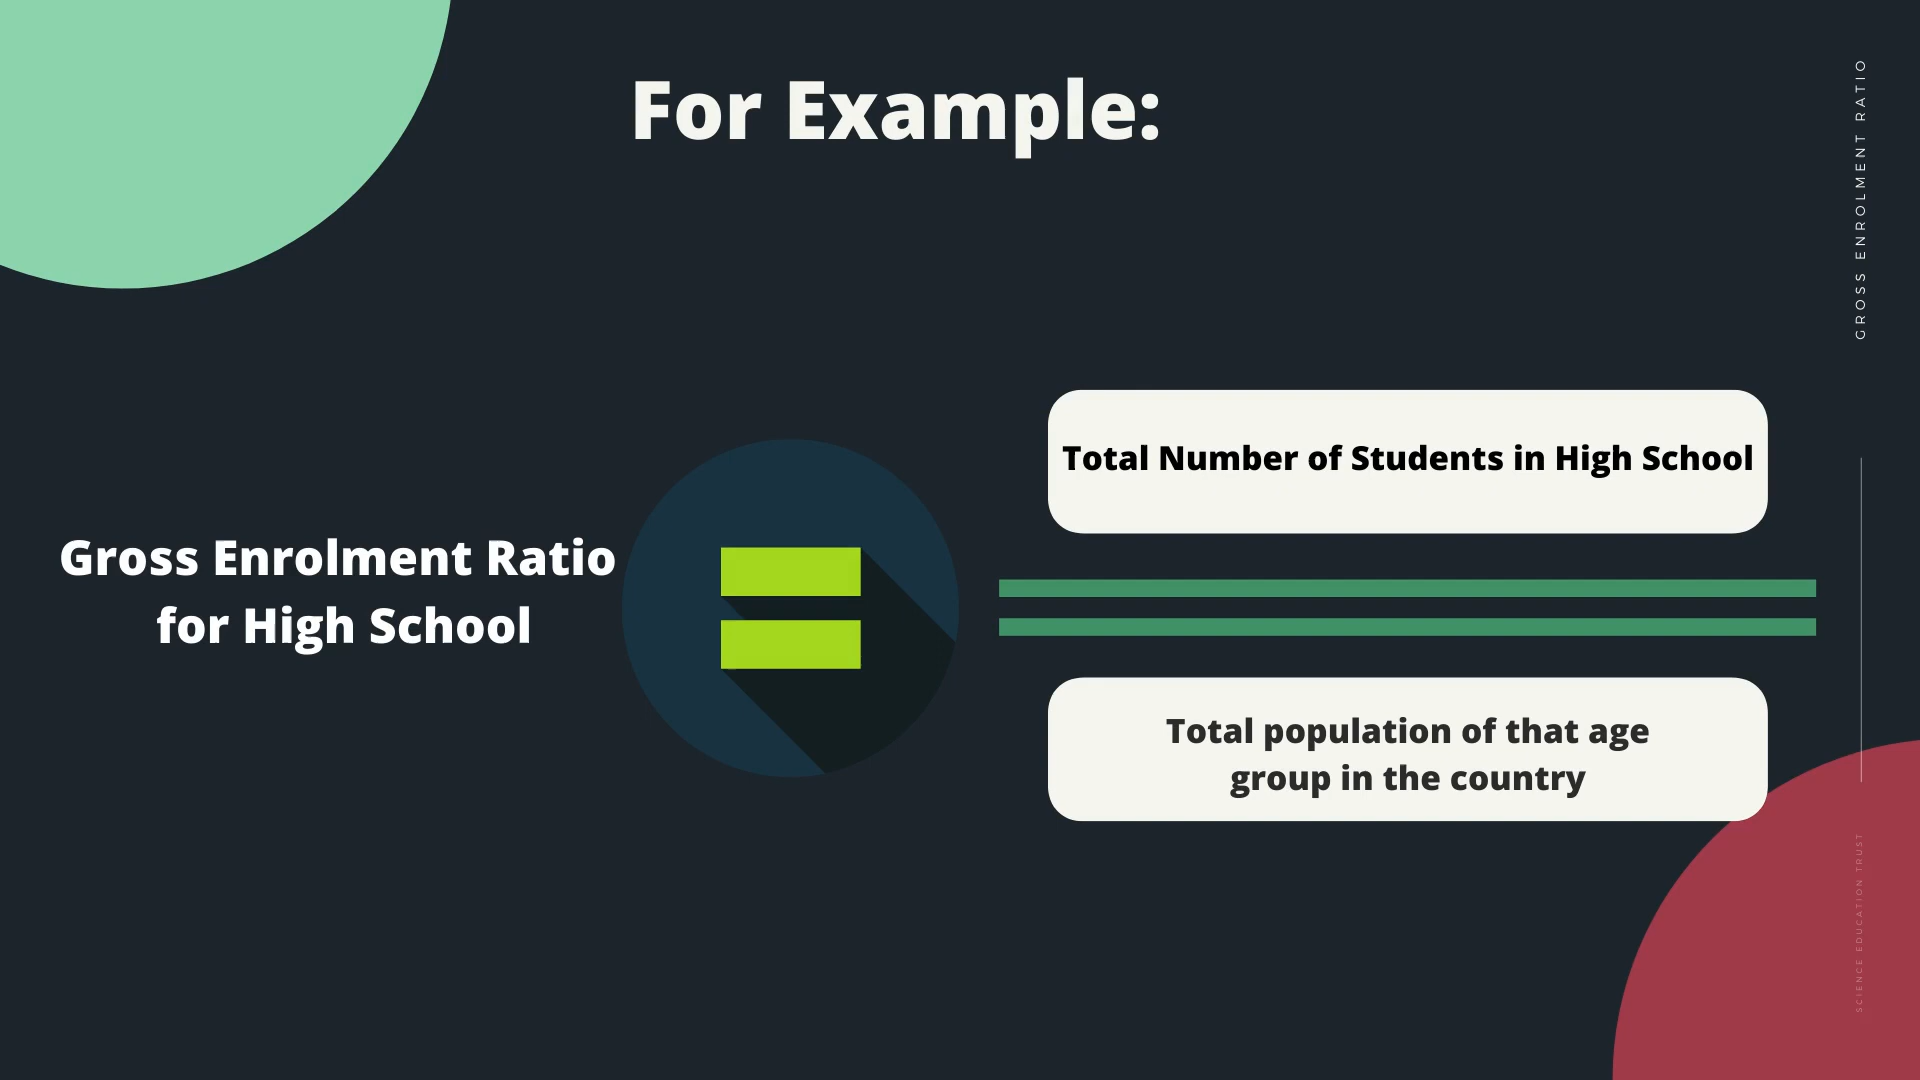 For Example:
GROSS ENROLMENT RATIO
Gross Enrolment Ratio
for High School
Total Number of Students in High School
Total population of that age
group in the country
SCIENCE EDUCATION TRUST